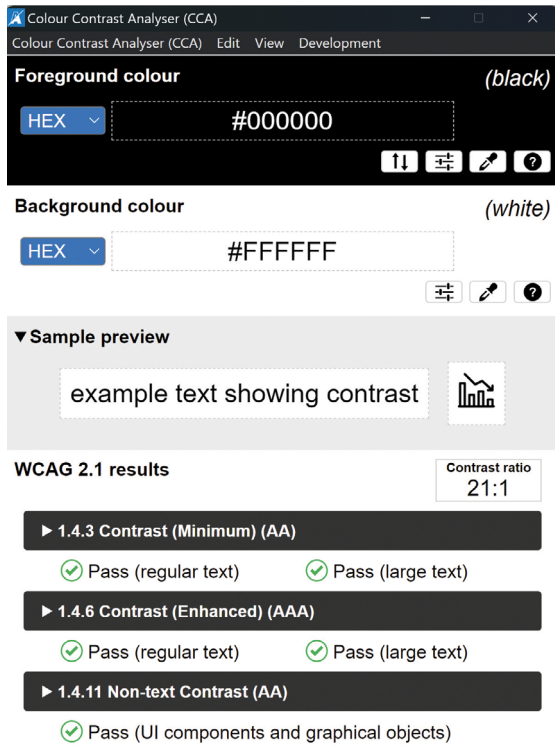 Colour Contrast Analyser (CCA)
Colour Contrast Analyser (CCA) Edit View Development
Foreground colour (black)
HEX #000000
Background colour (white)
HEX #FFFFFF
Sample preview
example text showing contrast
WCAG 2.1 results Contrast ratio
21:1
1.4.3 Contrast (Minimum) (AA)
Pass (regular text) Pass (large text)
1.4.6 Contrast (Enhanced) (AAA)
Pass (regular text) Pass (large text)
1.4.11 Non-text Contrast (AA)
Pass (UI components and graphical objects)